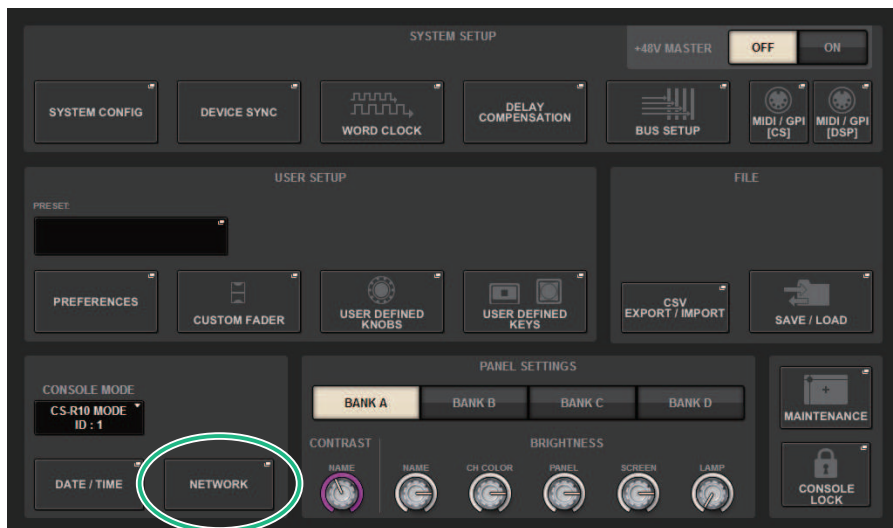 SYSTEM SETUP
+48V MASTER
OFF
ON
SYSTEM CONFIG
DEVICE SYNC
WORD CLOCK
DELAY
COMPENSATION
BUS SETUP
MIDI / GPI
[CS]
MIDI / GPI
[DSP]
USER SETUP
PRESET
PREFERENCES
CUSTOM FADER
USER DEFINED
KNOBS
USER DEFINED
KEYS
FILE
CSV
EXPORT / IMPORT
SAVE / LOAD
CONSOLE MODE
CS-R10 MODE
ID : 1
DATE / TIME
NETWORK
PANEL SETTINGS
BANK A
BANK B
BANK C
BANK D
CONTRAST
BRIGHTNESS
NAME
NAME
CH COLOR
PANEL
SCREEN
LAMP
MAINTENANCE
CONSOLE
LOCK